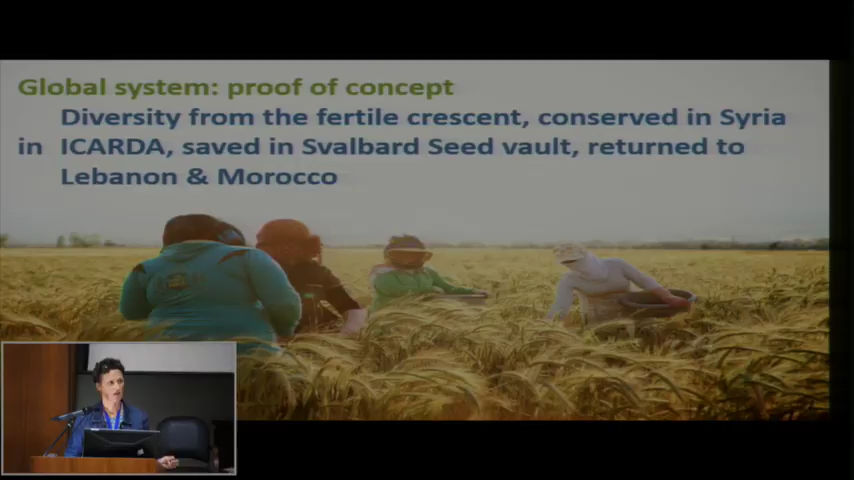 Global system: proof of concept
Diversity from the fertile crescent, conserved in Syria
in ICARDA, saved in Svalbard Seed vault, returned to
Lebanon & Morocco